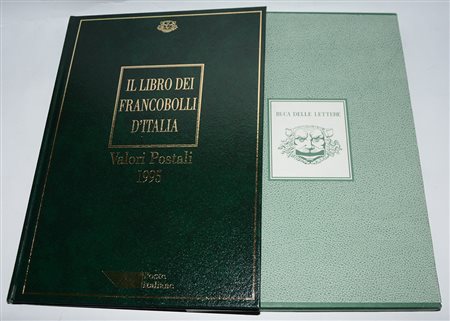 IL LIBRO DEI
FRANCOBOLLI
D'ITALIA
Valori Postali
1995
Poste
Italiane
BUCA DELLE LETTERE